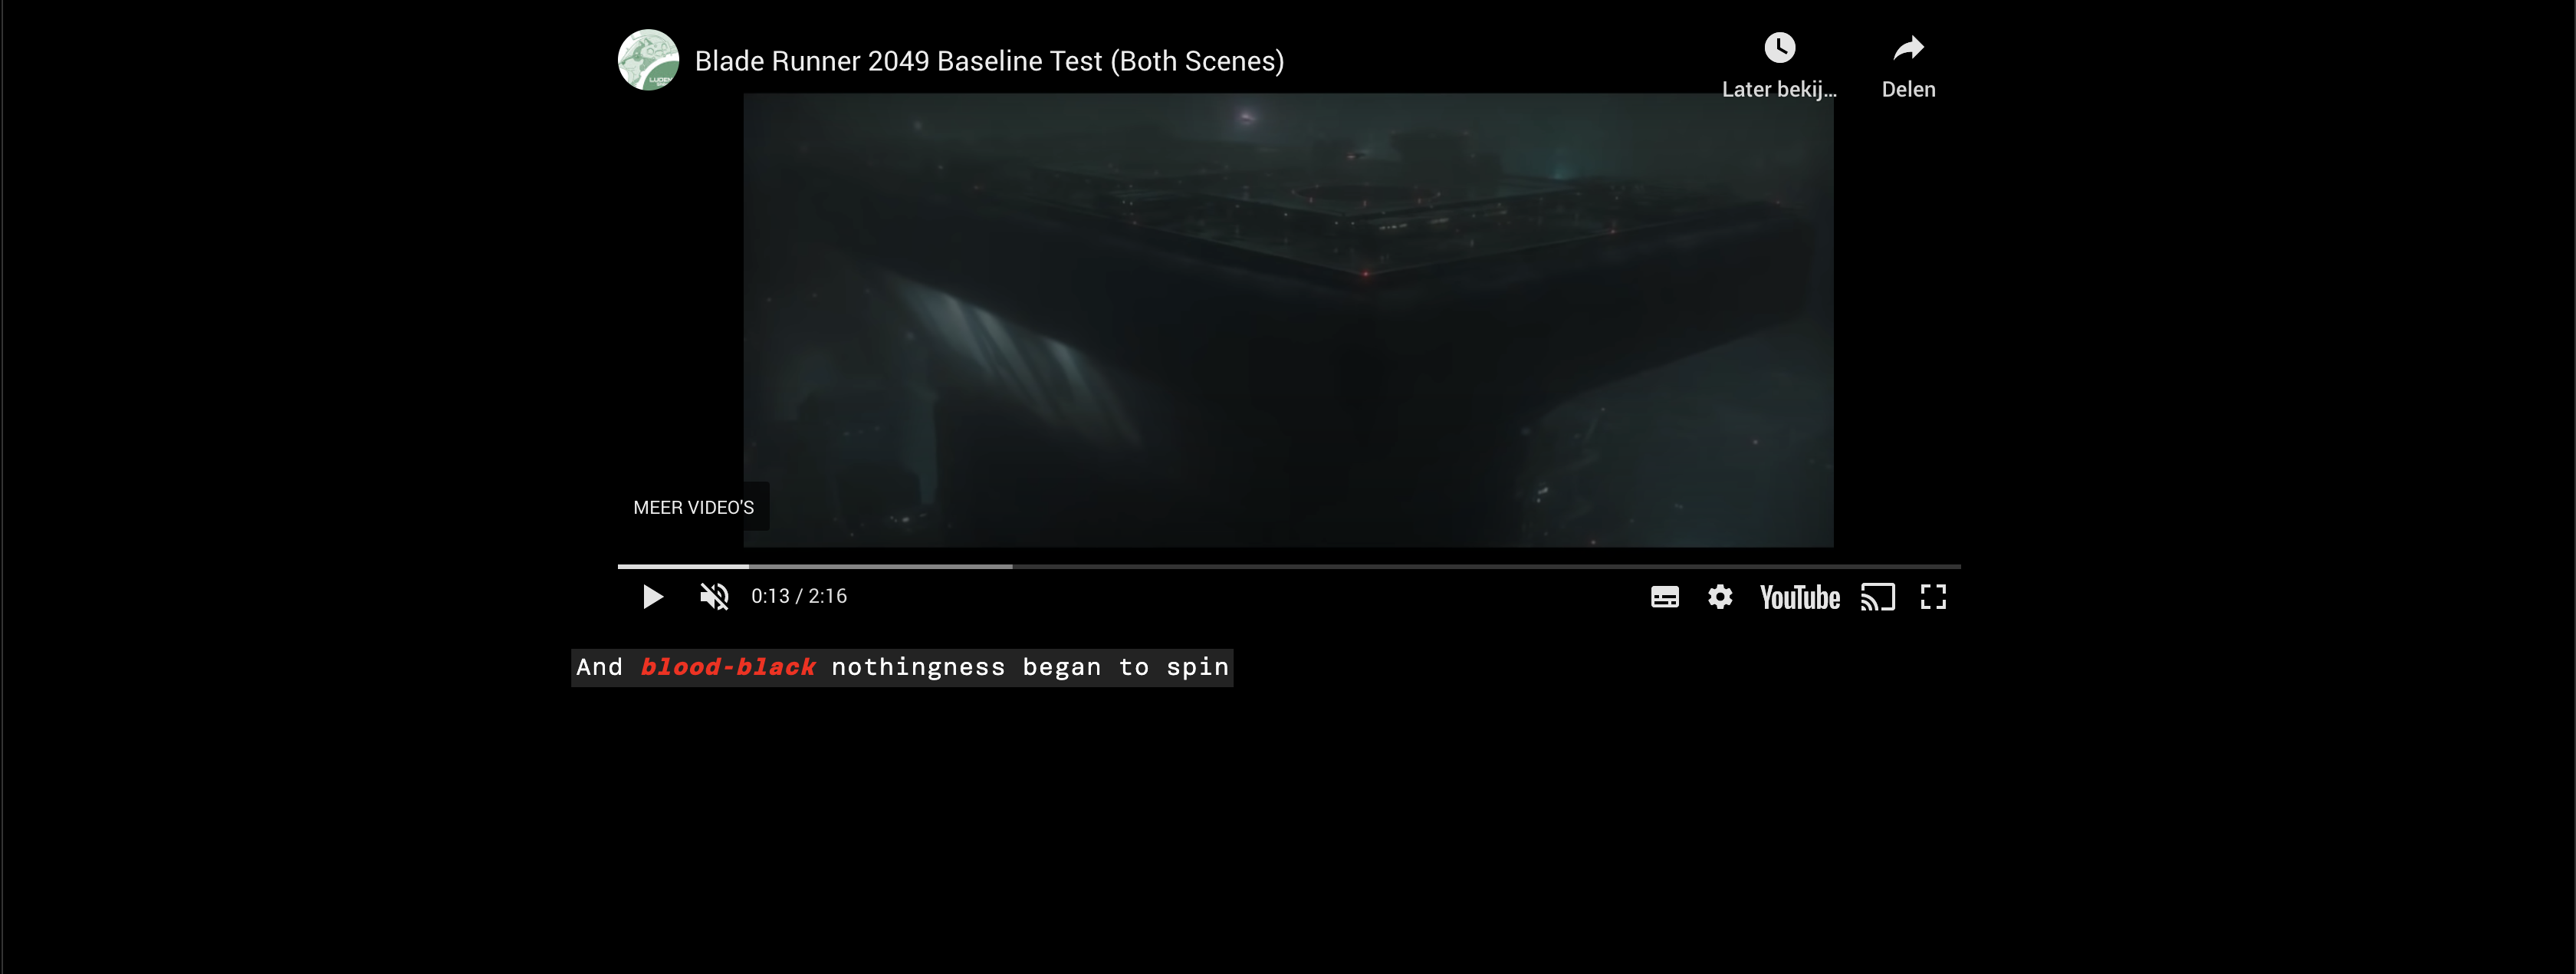 Blade Runner 2049 Baseline Test (Both Scenes)
Later bekij...
Delen
MEER VIDEO'S
0:13 / 2:16
YouTube
And blood-black nothingness began to spin